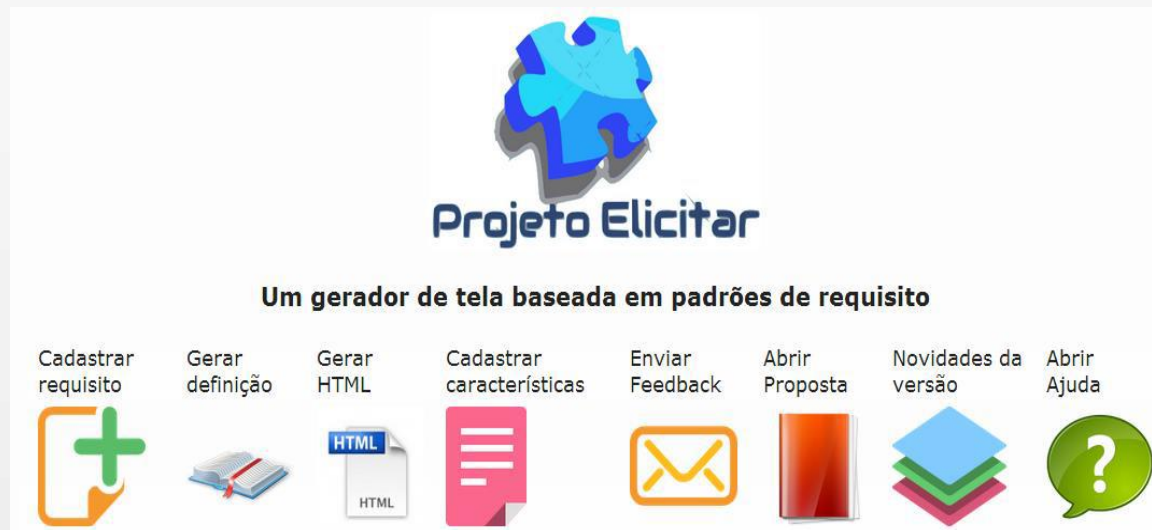 Projeto Elicitar
Um gerador de tela baseada em padrões de requisito
Cadastrar requisito
Gerar definição
Gerar HTML
Cadastrar características
Enviar Feedback
Abrir Proposta
Novidades da versão
Abrir Ajuda
HTML
HTML
?